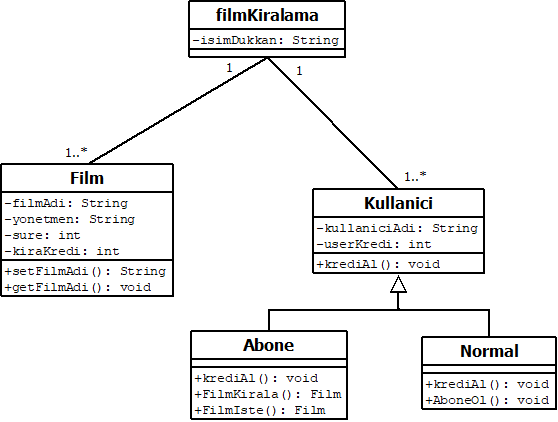 filmKiralama
-isimDukkan: String
1
1
1..*
1..*
Film
-filmAdi: String
-yonetmen: String
-sure: int
-kiraKredi: int
+setFilmAdi(): String
+getFilmAdi(): void
Kullanici
-kullaniciAdi: String
-userKredi: int
+krediAl(): void
Abone
+krediAl(): void
+FilmKirala(): Film
+FilmIste(): Film
Normal
+krediAl(): void
+AboneOl(): void